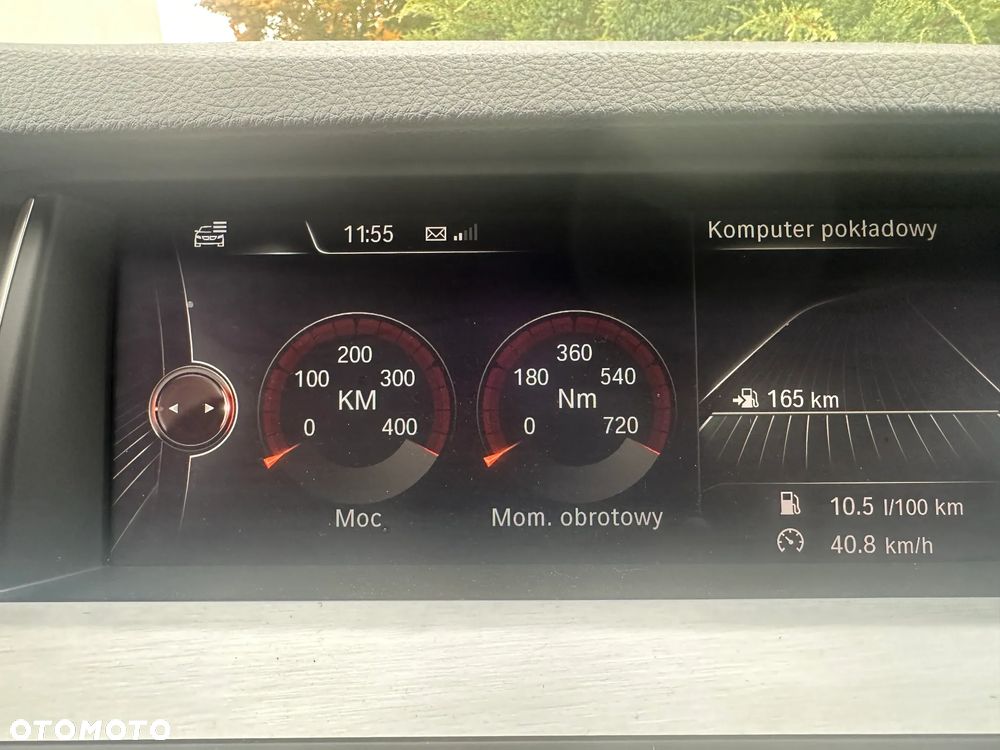 11:55
Komputer pokładowy
200
100 300
KM
0 400
Moc
360
180 540
Nm
0 720
Mom. obrotowy
165 km
10.5 l/100 km
40.8 km/h
OTOMOTO